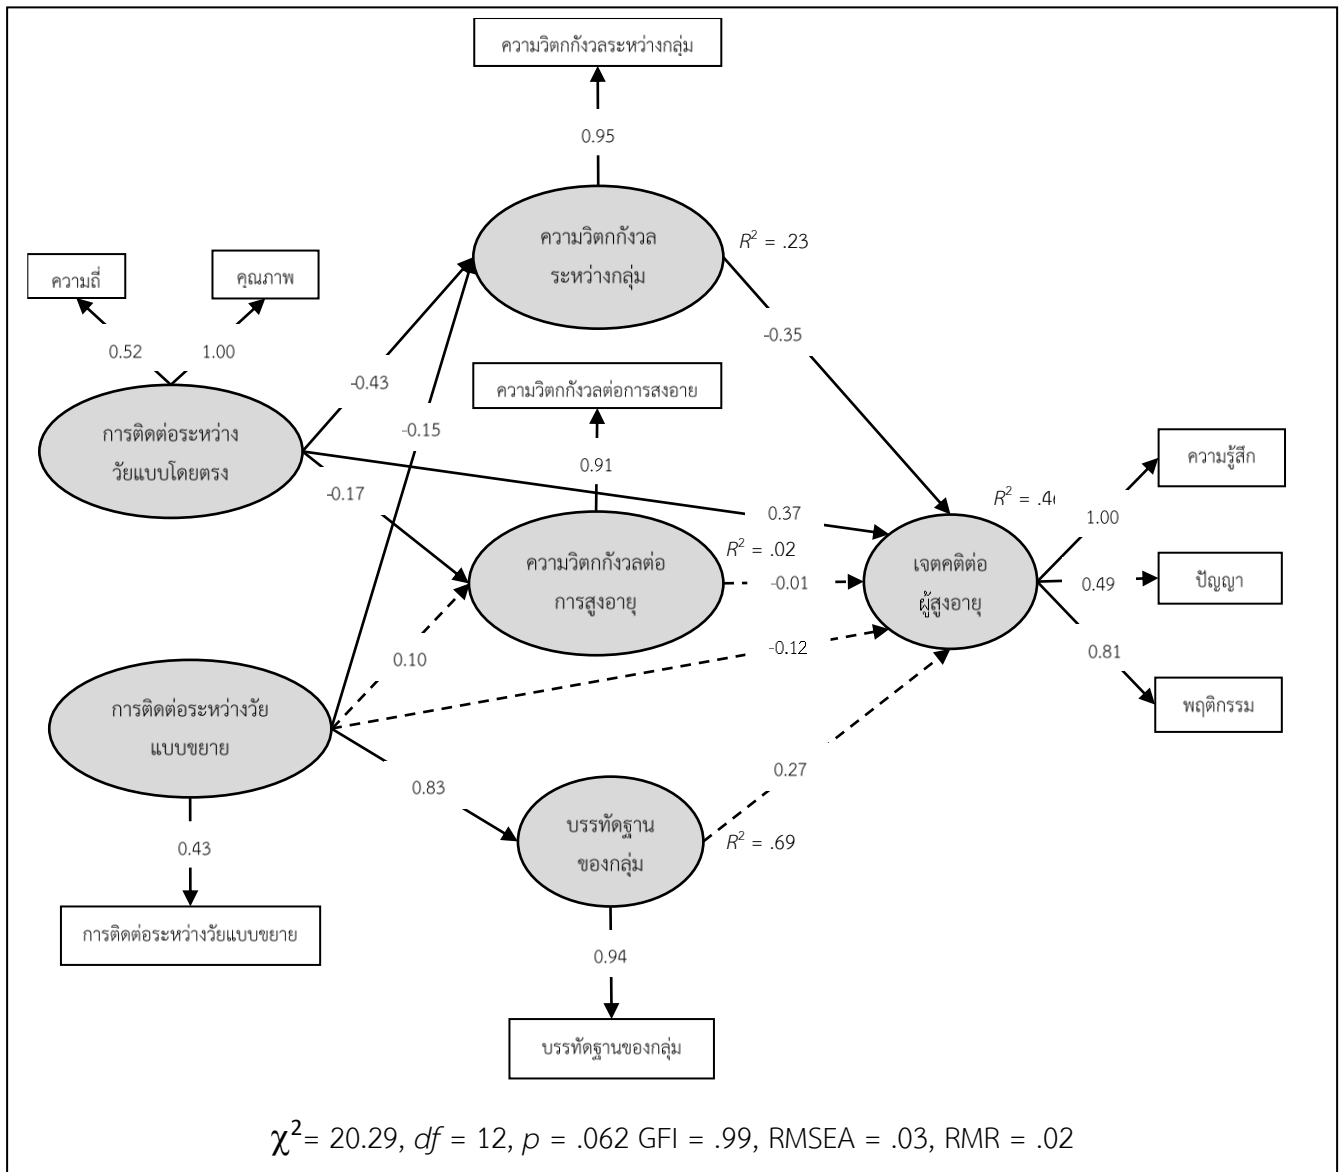 ความวิตกกังวลระหว่างกลุ่ม
0.95
ความวิตกกังวล
ระหว่างกลุ่ม
R² = .23
ความถี่
คุณภาพ
0.52
1.00
-0.35
-0.43
ความวิตกกังวลต่อการสูงอายุ
การติดต่อระหว่าง
วัยแบบโดยตรง
-0.15
0.91
-0.17
0.37
ความรู้สึก
R² = .4
1.00
ความวิตกกังวลต่อ
การสูงอายุ
R² = .02
-0.01
เจตคติต่อ
ผู้สูงอายุ
0.49
ปัญญา
0.10
-0.12
0.81
พฤติกรรม
การติดต่อระหว่างวัย
แบบขยาย
0.83
0.27
บรรทัดฐาน
ของกลุ่ม
R² = .69
0.43
การติดต่อระหว่างวัยแบบขยาย
0.94
บรรทัดฐานของกลุ่ม
χ²= 20.29, df = 12, p = .062 GFI = .99, RMSEA = .03, RMR = .02